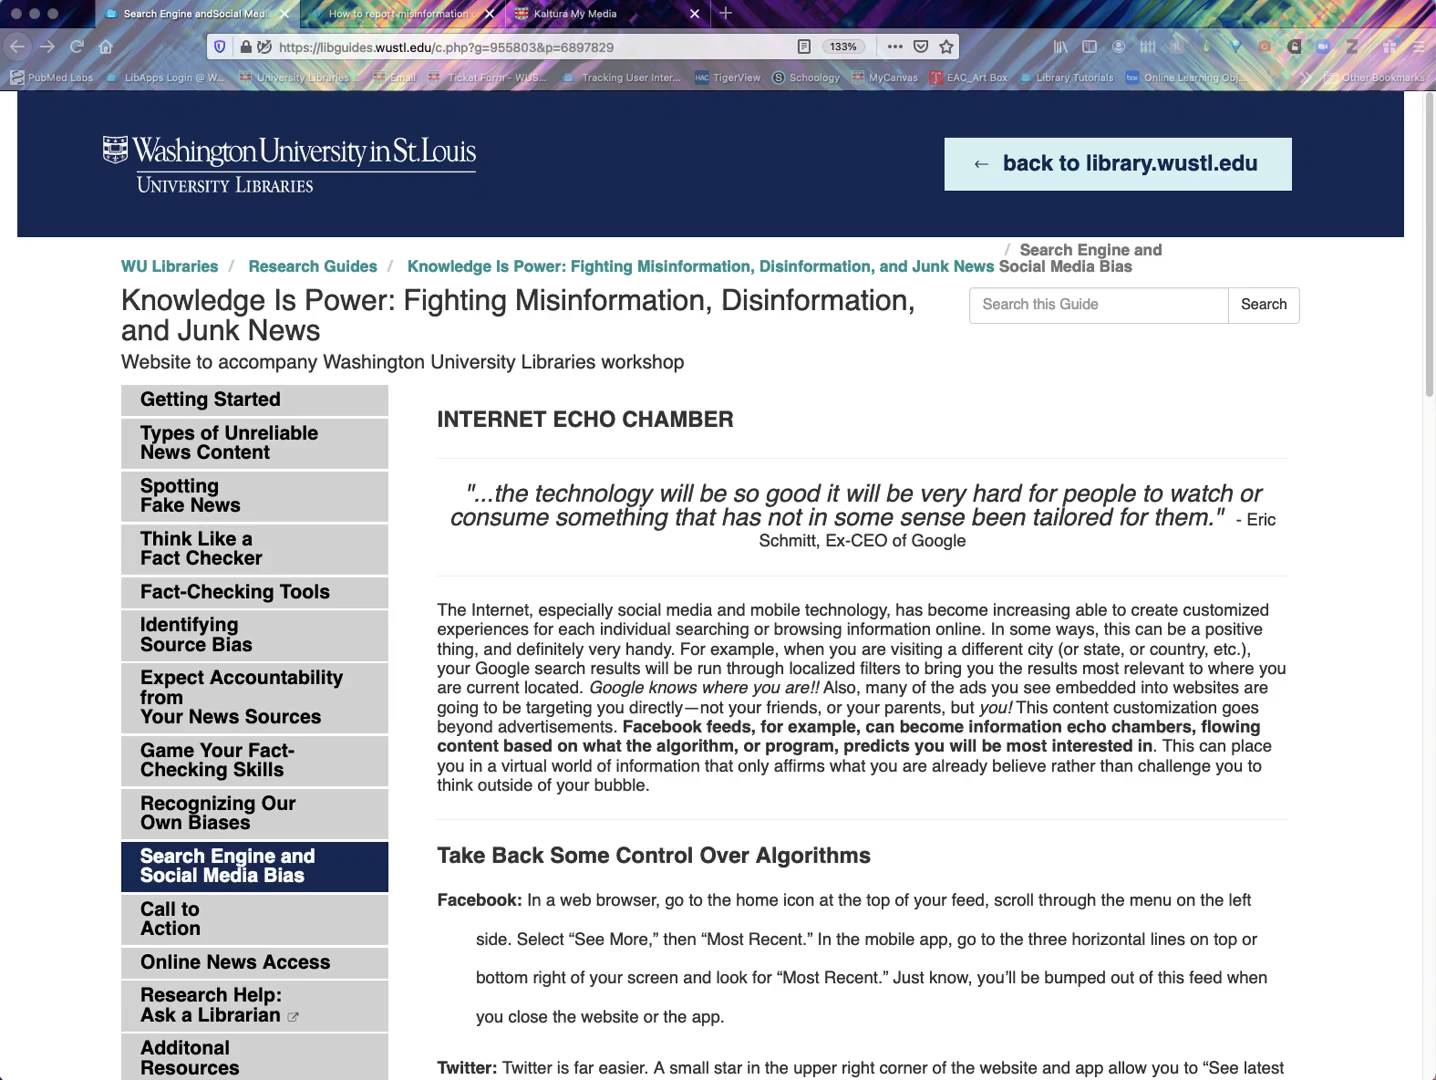 Search Engine andSocial Medi
How to report misinformation
Kaltura My Media
https://libguides.wustl.edu/c.php?g=955803&p=6897829
133%
PubMed Labs
LibApps Login @ W...
University Libraries
Email
Ticket Form - WUS...
Tracking User Inter...
HAC TigerView
Schoology
MyCanvas
EAC_Art Box
Library Tutorials
Online Learning Obj...
Other Bookmarks
Washington University in St. Louis
UNIVERSITY LIBRARIES
← back to library.wustl.edu
WU Libraries / Research Guides / Knowledge Is Power: Fighting Misinformation, Disinformation, and Junk News / Search Engine and
Social Media Bias
Knowledge Is Power: Fighting Misinformation, Disinformation,
and Junk News
Search this Guide
Search
Website to accompany Washington University Libraries workshop
Getting Started
Types of Unreliable
News Content
Spotting
Fake News
Think Like a
Fact Checker
Fact-Checking Tools
Identifying
Source Bias
Expect Accountability
from
Your News Sources
Game Your Fact-
Checking Skills
Recognizing Our
Own Biases
Search Engine and
Social Media Bias
Call to
Action
Online News Access
Research Help:
Ask a Librarian
Additonal
Resources
INTERNET ECHO CHAMBER
"...the technology will be so good it will be very hard for people to watch or
consume something that has not in some sense been tailored for them." - Eric
Schmitt, Ex-CEO of Google
The Internet, especially social media and mobile technology, has become increasing able to create customized
experiences for each individual searching or browsing information online. In some ways, this can be a positive
thing, and definitely very handy. For example, when you are visiting a different city (or state, or country, etc.),
your Google search results will be run through localized filters to bring you the results most relevant to where you
are current located. Google knows where you are!! Also, many of the ads you see embedded into websites are
going to be targeting you directly—not your friends, or your parents, but you! This content customization goes
beyond advertisements. Facebook feeds, for example, can become information echo chambers, flowing
content based on what the algorithm, or program, predicts you will be most interested in. This can place
you in a virtual world of information that only affirms what you are already believe rather than challenge you to
think outside of your bubble.
Take Back Some Control Over Algorithms
Facebook: In a web browser, go to the home icon at the top of your feed, scroll through the menu on the left
side. Select “See More,” then “Most Recent.” In the mobile app, go to the three horizontal lines on top or
bottom right of your screen and look for “Most Recent.” Just know, you’ll be bumped out of this feed when
you close the website or the app.
Twitter: Twitter is far easier. A small star in the upper right corner of the website and app allow you to “See latest